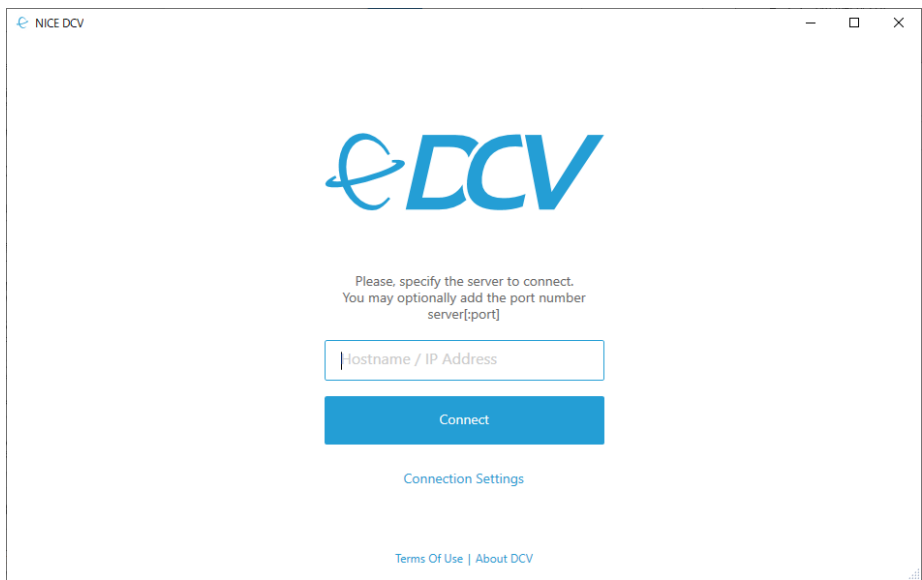 NICE DCV
DCV
Please, specify the server to connect.
You may optionally add the port number
server[:port]
Hostname / IP Address
Connect
Connection Settings
Terms Of Use | About DCV